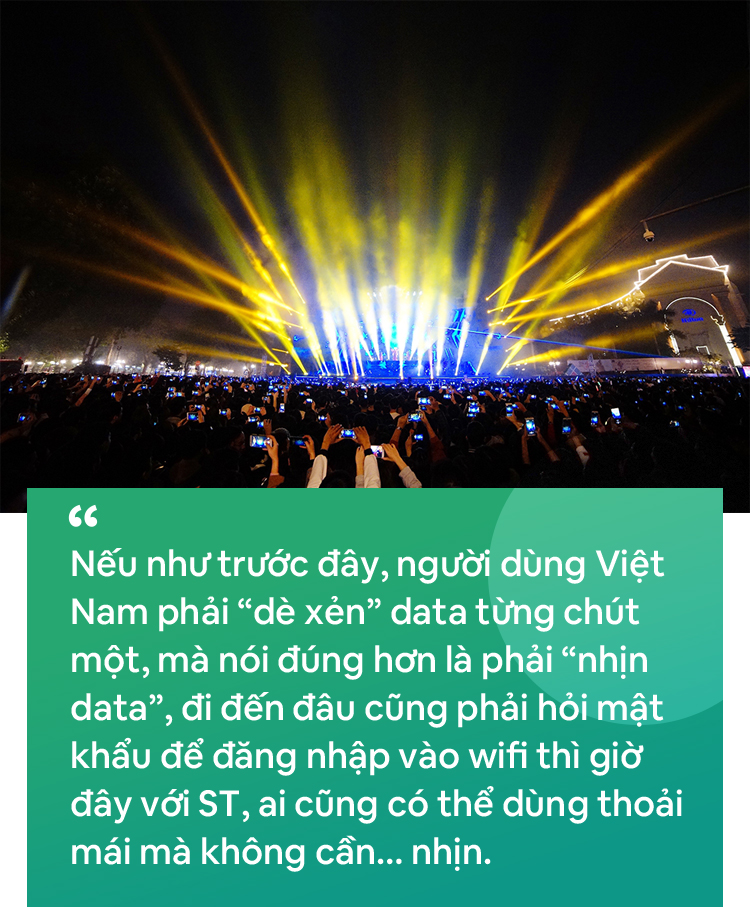 “
Nếu như trước đây, người dùng Việt
Nam phải “dè xẻn” data từng chút
một, mà nói đúng hơn là phải “nhịn
data”, đi đến đâu cũng phải hỏi mật
khẩu để đăng nhập vào wifi thì giờ
đây với ST, ai cũng có thể dùng thoải
mái mà không cần... nhịn.